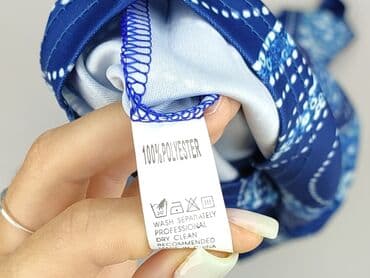 100%POLYESTER
WASH SEPARATELY
PROFESSIONAL
DRY CLEAN
RECOMMENDED